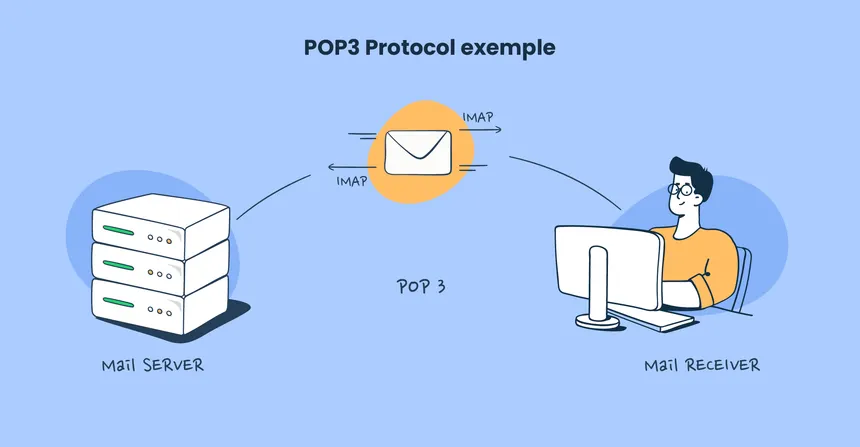 POP3 Protocol exemple
IMAP
IMAP
POP 3
Mail SERVER
Mail RECEIVER